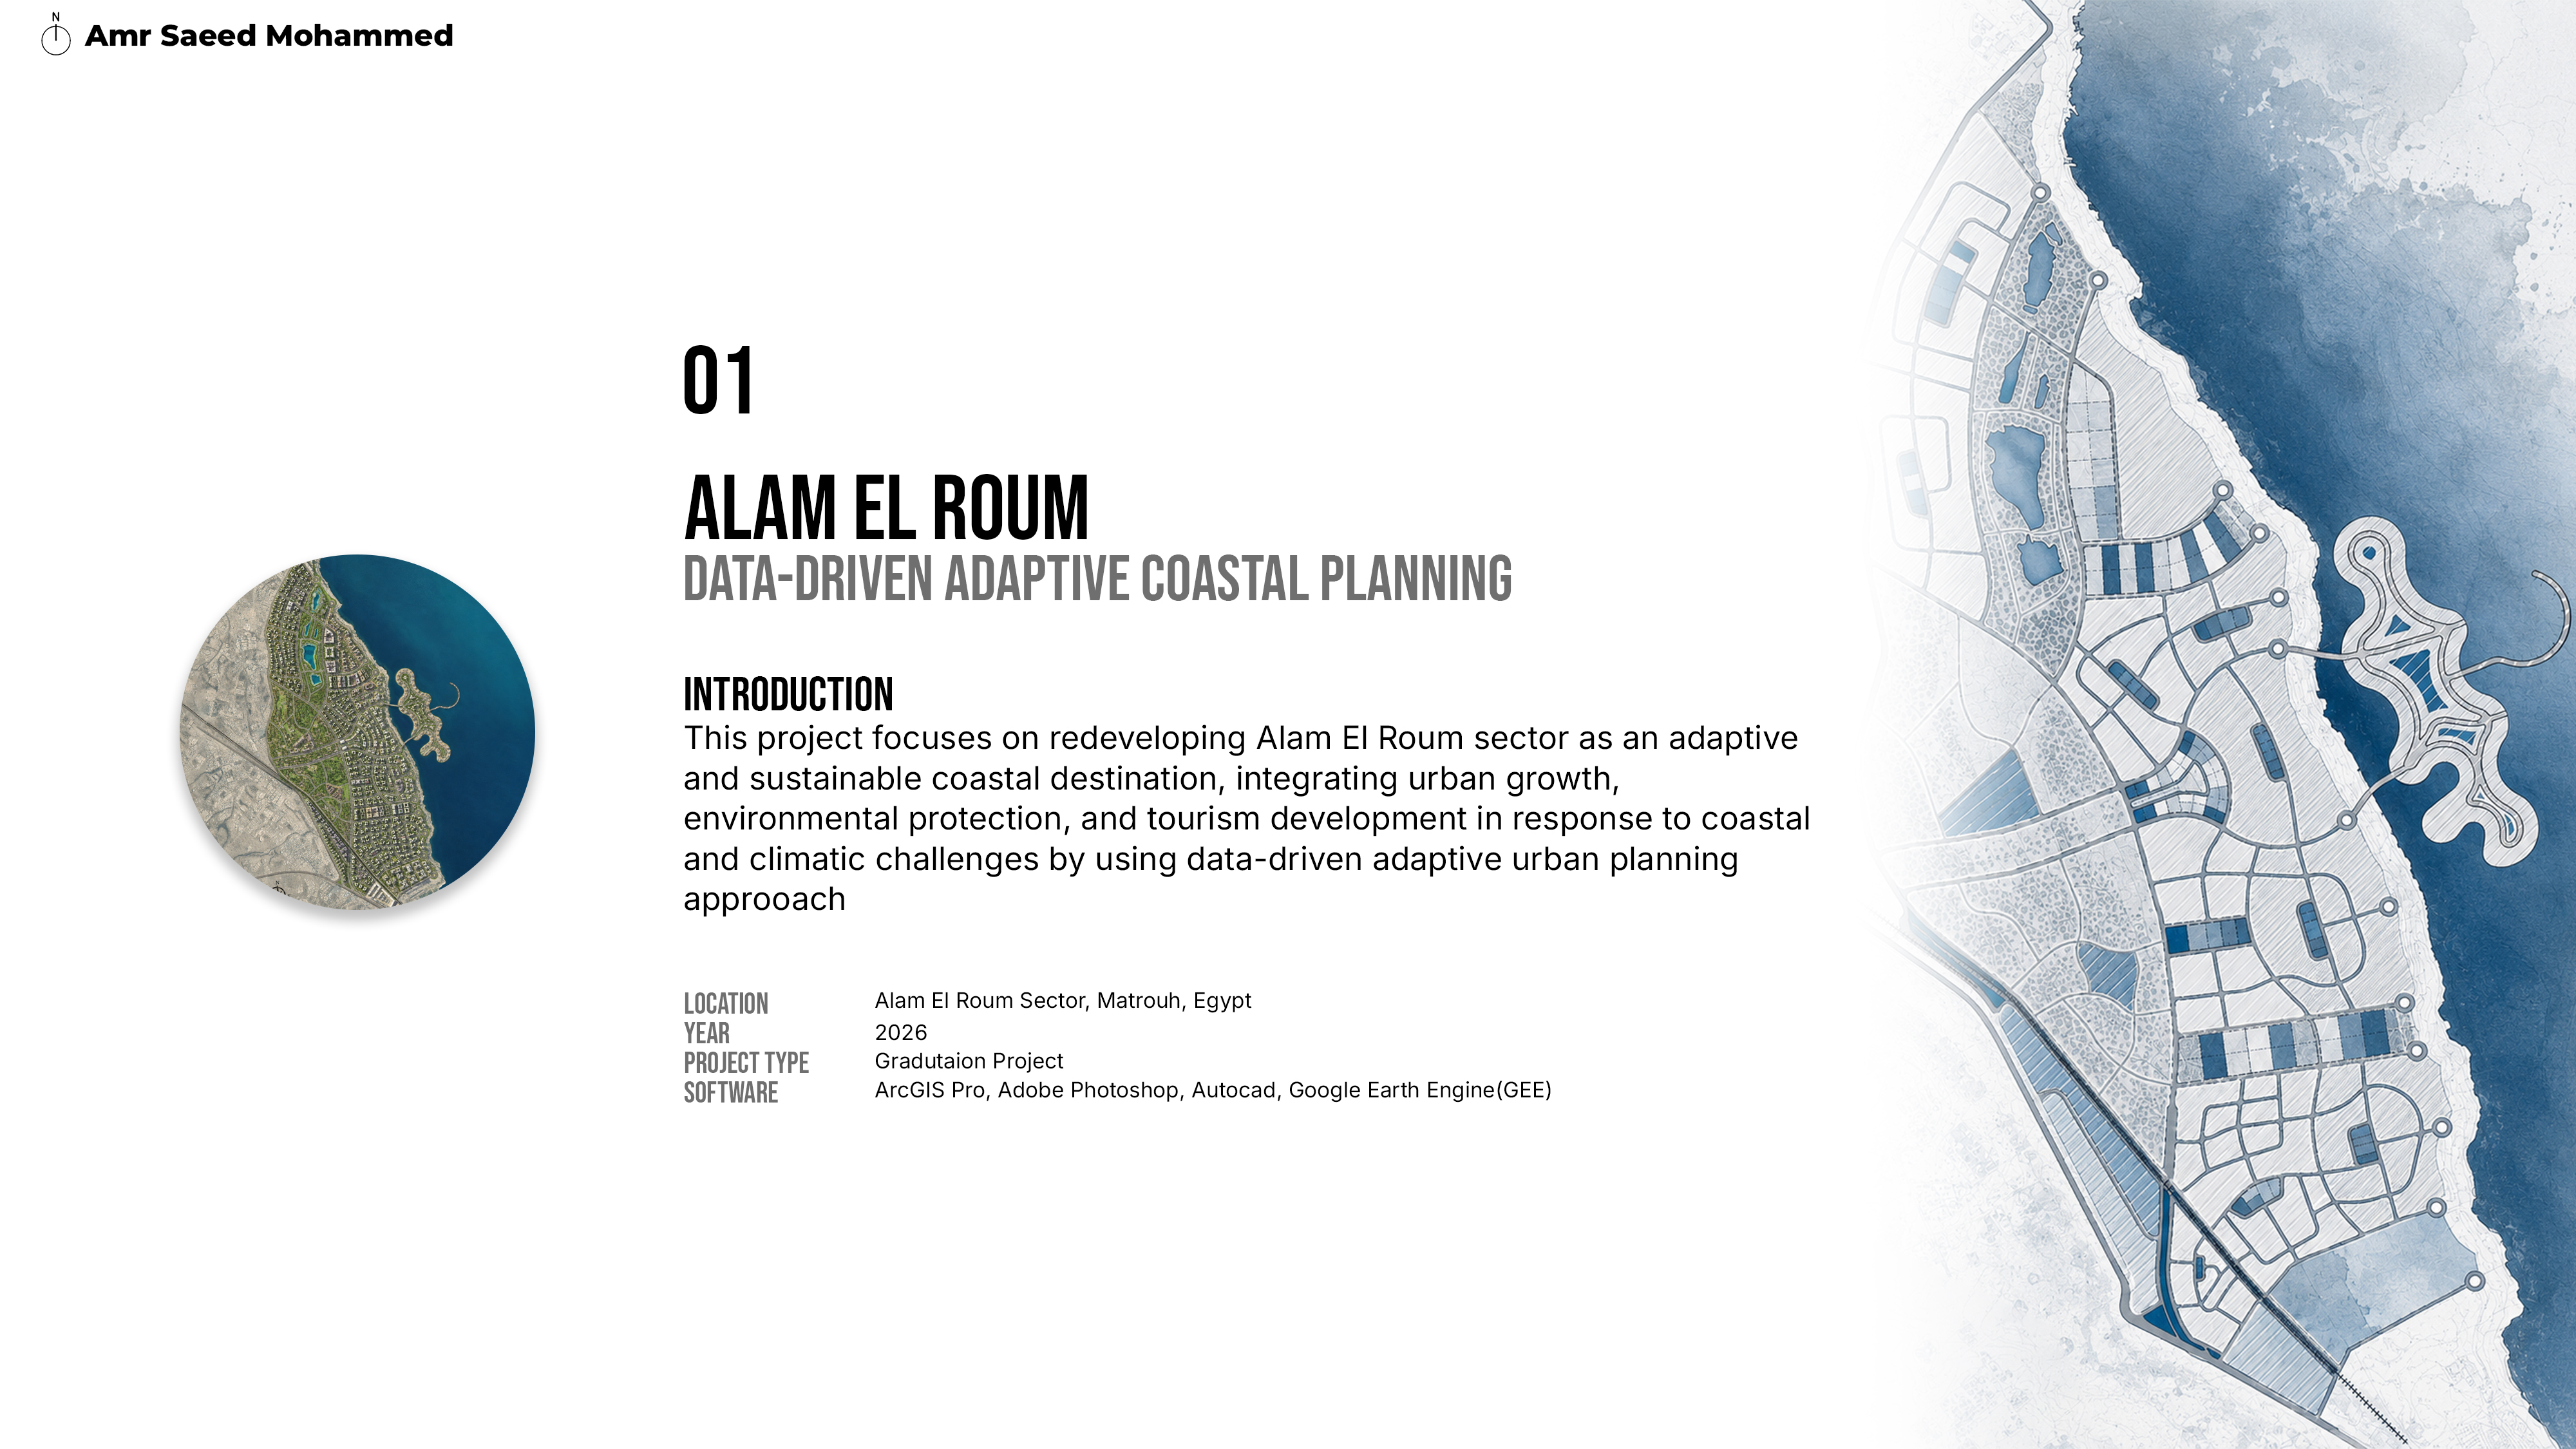 N
Amr Saeed Mohammed
01
ALAM EL ROUM
DATA-DRIVEN ADAPTIVE COASTAL PLANNING
INTRODUCTION
This project focuses on redeveloping Alam El Roum sector as an adaptive
and sustainable coastal destination, integrating urban growth,
environmental protection, and tourism development in response to coastal
and climatic challenges by using data-driven adaptive urban planning
approoach
LOCATION Alam El Roum Sector, Matrouh, Egypt
YEAR 2026
PROJECT TYPE Gradutaion Project
SOFTWARE ArcGIS Pro, Adobe Photoshop, Autocad, Google Earth Engine(GEE)